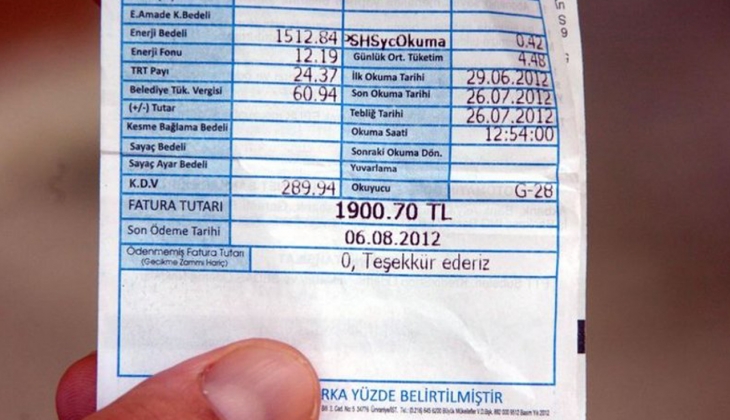 E.Amade K.Bedeli
Enerji Bedeli 1512.84 >SHSycOkuma 0.42
Enerji Fonu 12.19 Günlük Ort. Tüketim 4.48
TRT Payı 24.37 İlk Okuma Tarihi 29.06.2012
Belediye Tük. Vergisi 60.94 Son Okuma Tarihi 26.07.2012
(+/-) Tutar Tebliğ Tarihi 26.07.2012
Kesme Bağlama Bedeli Okuma Saati 12:54:00
Sayaç Bedeli Sonraki Okuma Dön.
Sayaç Ayar Bedeli Yuvarlama
K.D.V 289.94 Okuyucu G-28
FATURA TUTARI 1900.70 TL
Son Ödeme Tarihi 06.08.2012
Ödenmemiş Fatura Tutarı 0, Teşekkür ederiz
(Gecikme Zammı Hariç)
RKA YÜZDE BELİRTİLMİŞTİR